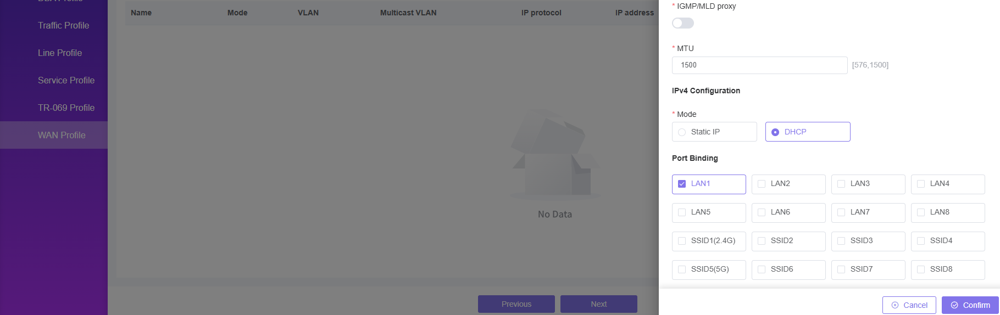 DBA Profile
Traffic Profile
Line Profile
Service Profile
TR-069 Profile
WAN Profile
Name Mode VLAN Multicast VLAN IP protocol IP address
No Data
Previous Next
* IGMP/MLD proxy
* MTU
1500 [576,1500]
IPv4 Configuration
* Mode
Static IP DHCP
Port Binding
LAN1 LAN2 LAN3 LAN4
LAN5 LAN6 LAN7 LAN8
SSID1(2.4G) SSID2 SSID3 SSID4
SSID5(5G) SSID6 SSID7 SSID8
Cancel Confirm